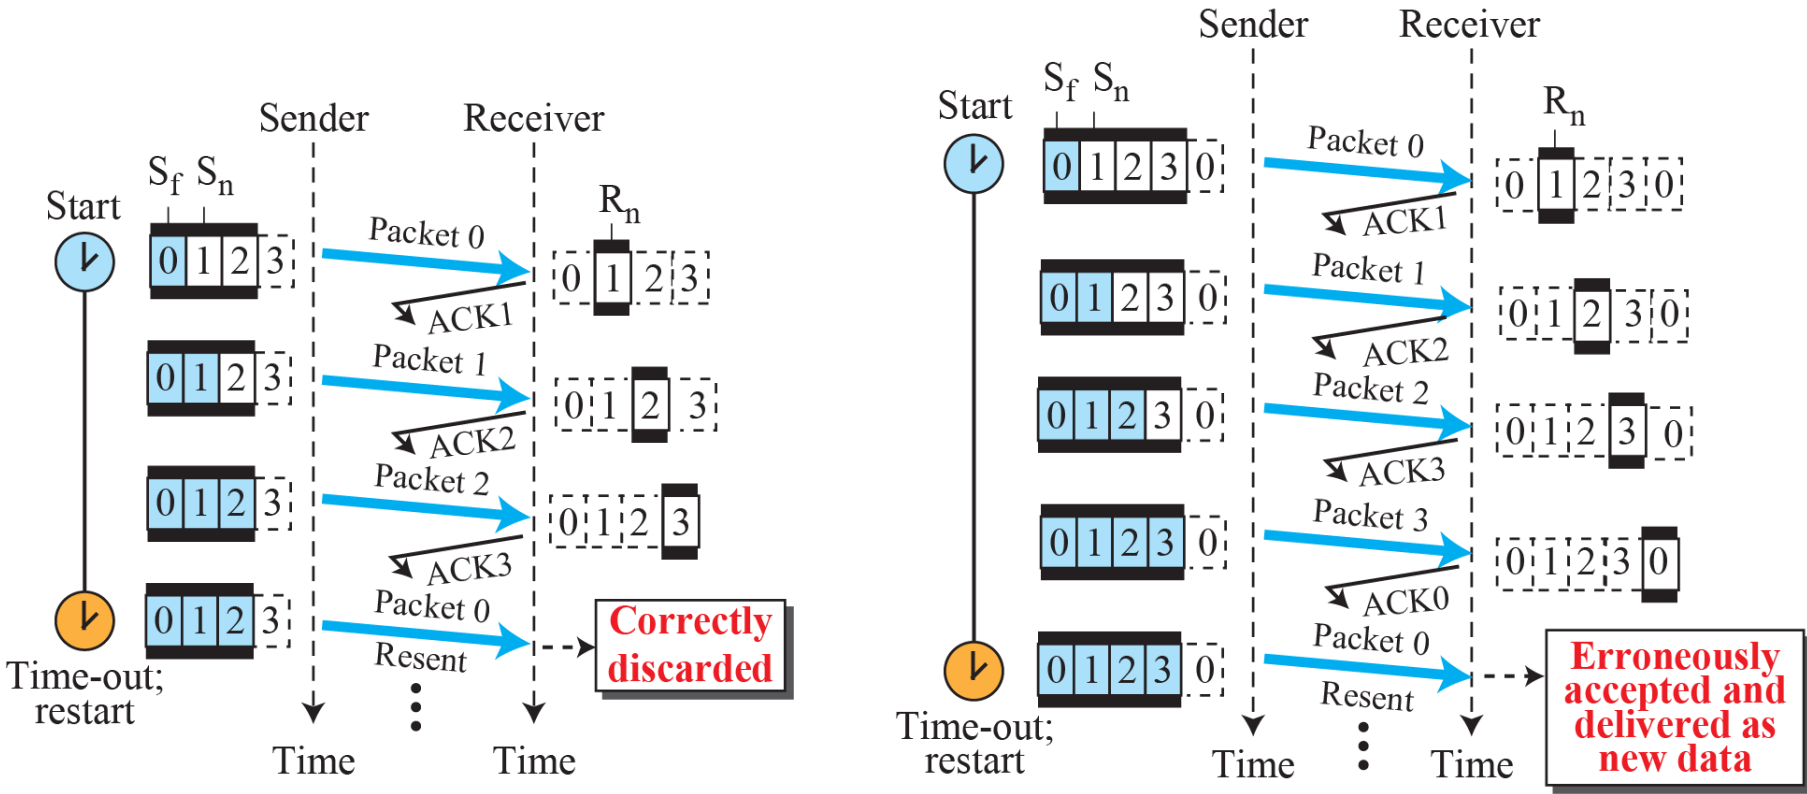 Sender Receiver
Start
Sf Sn
Rn
0 1 2 3
Packet 0
0 1 2 3
ACK1
0 1 2 3
Packet 1
0 1 2 3
ACK2
0 1 2 3
Packet 2
0 1 2 3
ACK3
0 1 2 3
Packet 0
Resent
Correctly
discarded
Time-out;
restart
Time Time
Sender Receiver
Start
Sf Sn
Rn
0 1 2 3 0
Packet 0
0 1 2 3 0
ACK1
0 1 2 3 0
Packet 1
0 1 2 3 0
ACK2
0 1 2 3 0
Packet 2
0 1 2 3 0
ACK3
0 1 2 3 0
Packet 3
0 1 2 3 0
ACK0
0 1 2 3 0
Packet 0
Resent
Erroneously
accepted and
delivered as
new data
Time-out;
restart
Time Time